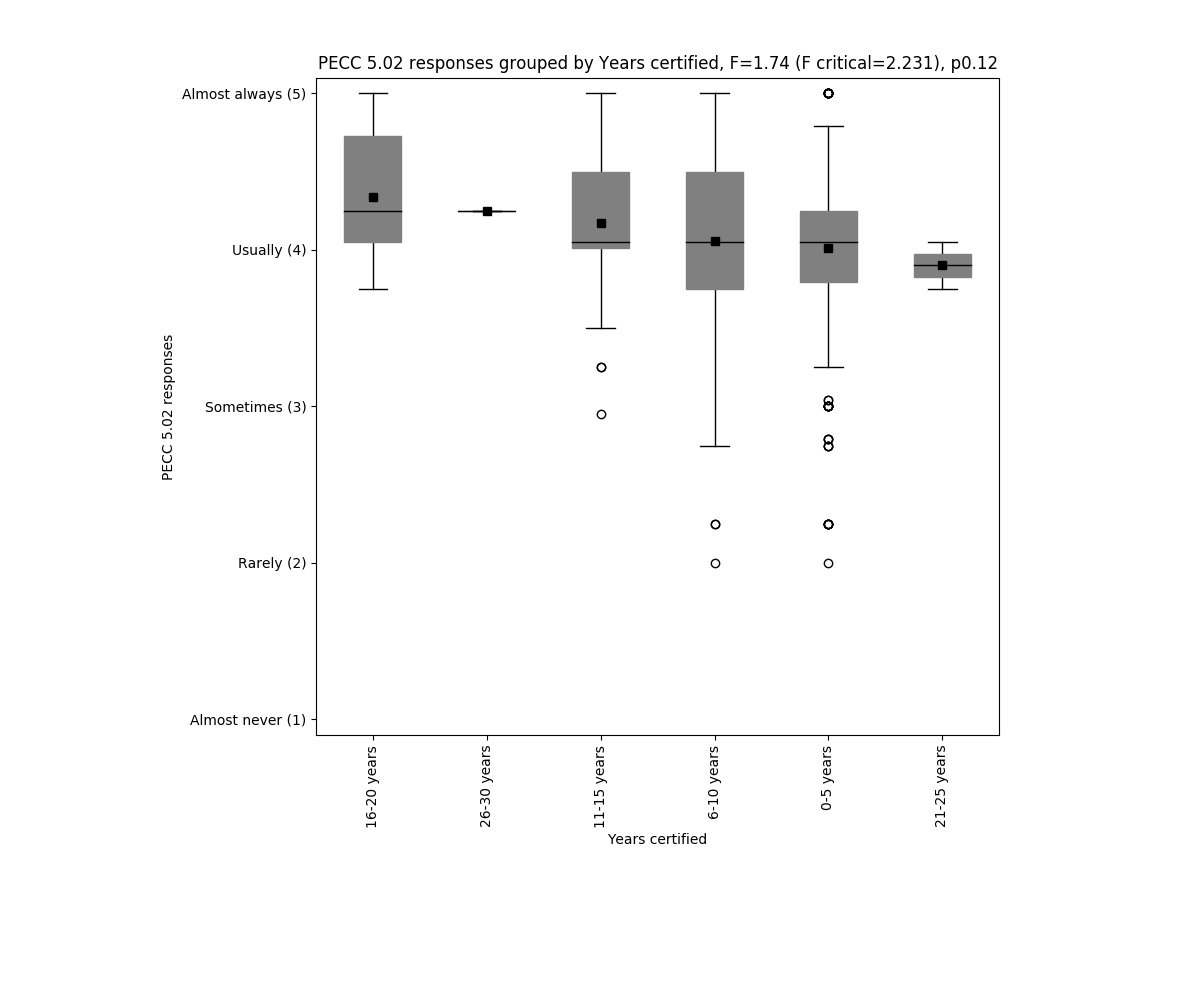 PECC 5.02 responses grouped by Years certified, F=1.74 (F critical=2.231), p0.12
Almost always (5)
Usually (4)
Sometimes (3)
Rarely (2)
Almost never (1)
PECC 5.02 responses
16-20 years
26-30 years
11-15 years
6-10 years
0-5 years
21-25 years
Years certified